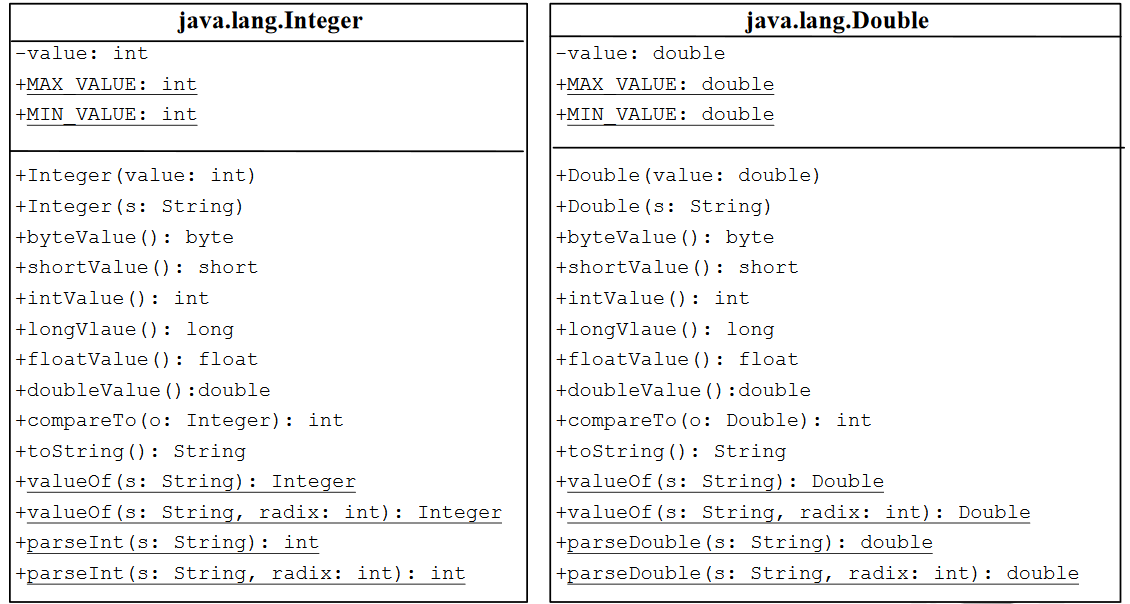 java.lang.Integer
-value: int
+MAX_VALUE: int
+MIN_VALUE: int
+Integer(value: int)
+Integer(s: String)
+byteValue(): byte
+shortValue(): short
+intValue(): int
+longVlaue(): long
+floatValue(): float
+doubleValue():double
+compareTo(o: Integer): int
+toString(): String
+valueOf(s: String): Integer
+valueOf(s: String, radix: int): Integer
+parseInt(s: String): int
+parseInt(s: String, radix: int): int
java.lang.Double
-value: double
+MAX_VALUE: double
+MIN_VALUE: double
+Double(value: double)
+Double(s: String)
+byteValue(): byte
+shortValue(): short
+intValue(): int
+longVlaue(): long
+floatValue(): float
+doubleValue():double
+compareTo(o: Double): int
+toString(): String
+valueOf(s: String): Double
+valueOf(s: String, radix: int): Double
+parseDouble(s: String): double
+parseDouble(s: String, radix: int): double